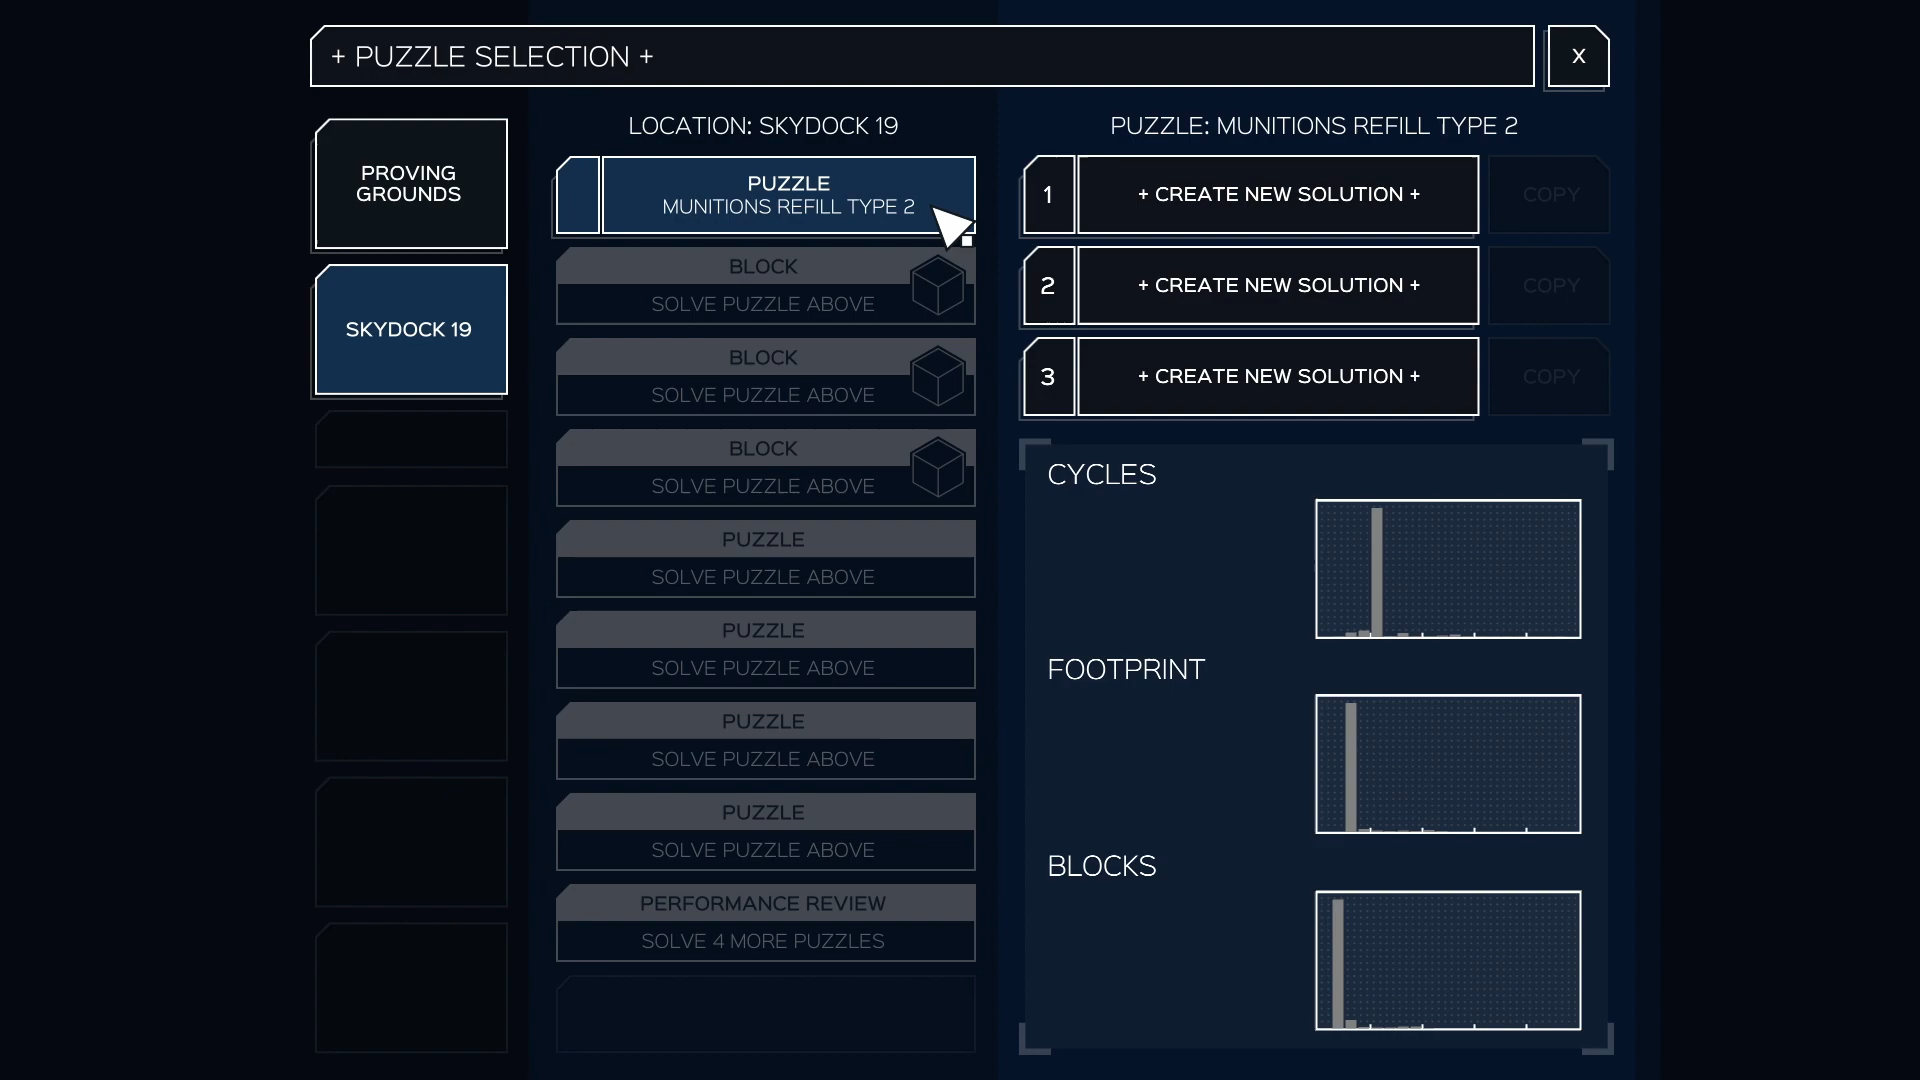 + PUZZLE SELECTION +
X
PROVING
GROUNDS
SKYDOCK 19
LOCATION: SKYDOCK 19
PUZZLE
MUNITIONS REFILL TYPE 2
BLOCK
SOLVE PUZZLE ABOVE
BLOCK
SOLVE PUZZLE ABOVE
BLOCK
SOLVE PUZZLE ABOVE
PUZZLE
SOLVE PUZZLE ABOVE
PUZZLE
SOLVE PUZZLE ABOVE
PUZZLE
SOLVE PUZZLE ABOVE
PUZZLE
SOLVE PUZZLE ABOVE
PERFORMANCE REVIEW
SOLVE 4 MORE PUZZLES
PUZZLE: MUNITIONS REFILL TYPE 2
1 + CREATE NEW SOLUTION + COPY
2 + CREATE NEW SOLUTION + COPY
3 + CREATE NEW SOLUTION + COPY
CYCLES
FOOTPRINT
BLOCKS